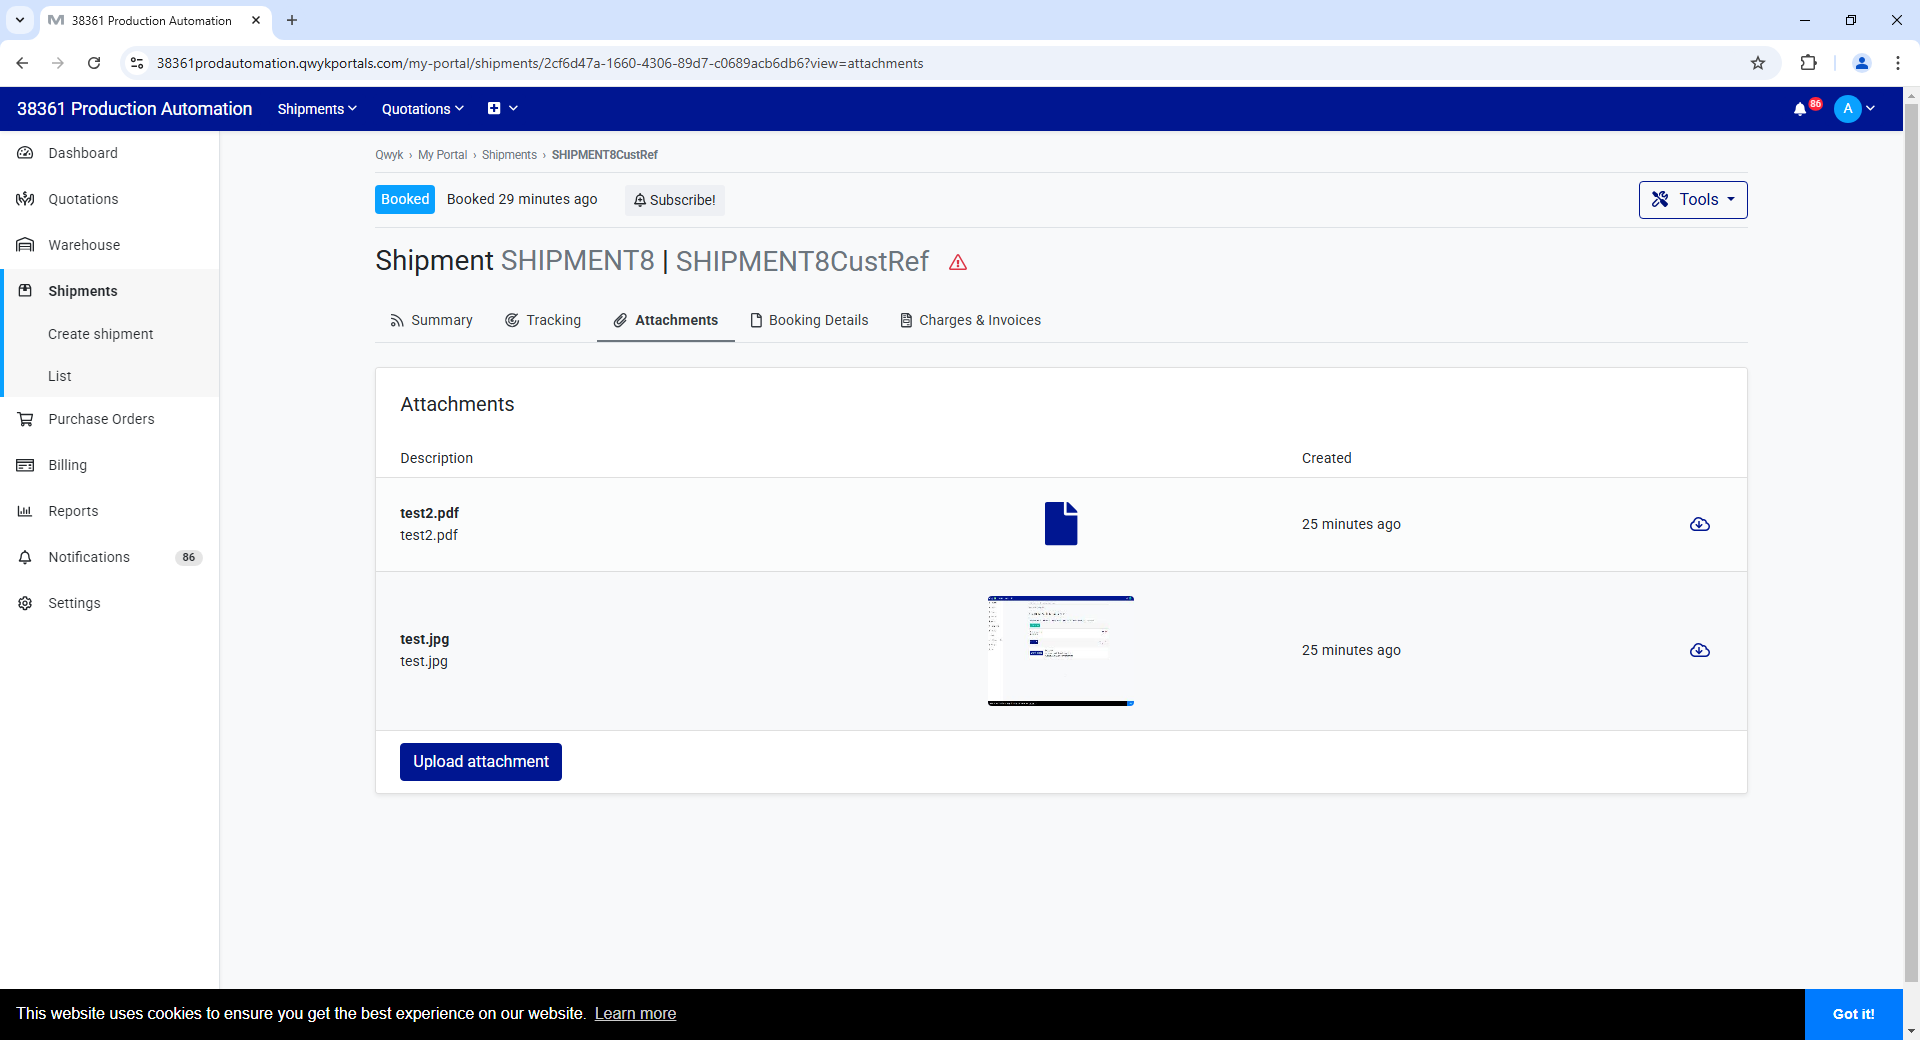 38361 Production Automation
38361prodautomation.qwykportals.com/my-portal/shipments/2cf6d47a-1660-4306-89d7-c0689acb6db6?view=attachments
38361 Production Automation
Shipments
Quotations
86
A
Dashboard
Quotations
Warehouse
Shipments
Create shipment
List
Purchase Orders
Billing
Reports
Notifications 86
Settings
Qwyk › My Portal › Shipments › SHIPMENT8CustRef
Booked Booked 29 minutes ago Subscribe!
Tools
Shipment SHIPMENT8 | SHIPMENT8CustRef
Summary Tracking Attachments Booking Details Charges & Invoices
Attachments
Description Created
test2.pdf
test2.pdf
25 minutes ago
test.jpg
test.jpg
25 minutes ago
Upload attachment
This website uses cookies to ensure you get the best experience on our website. Learn more
Got it!